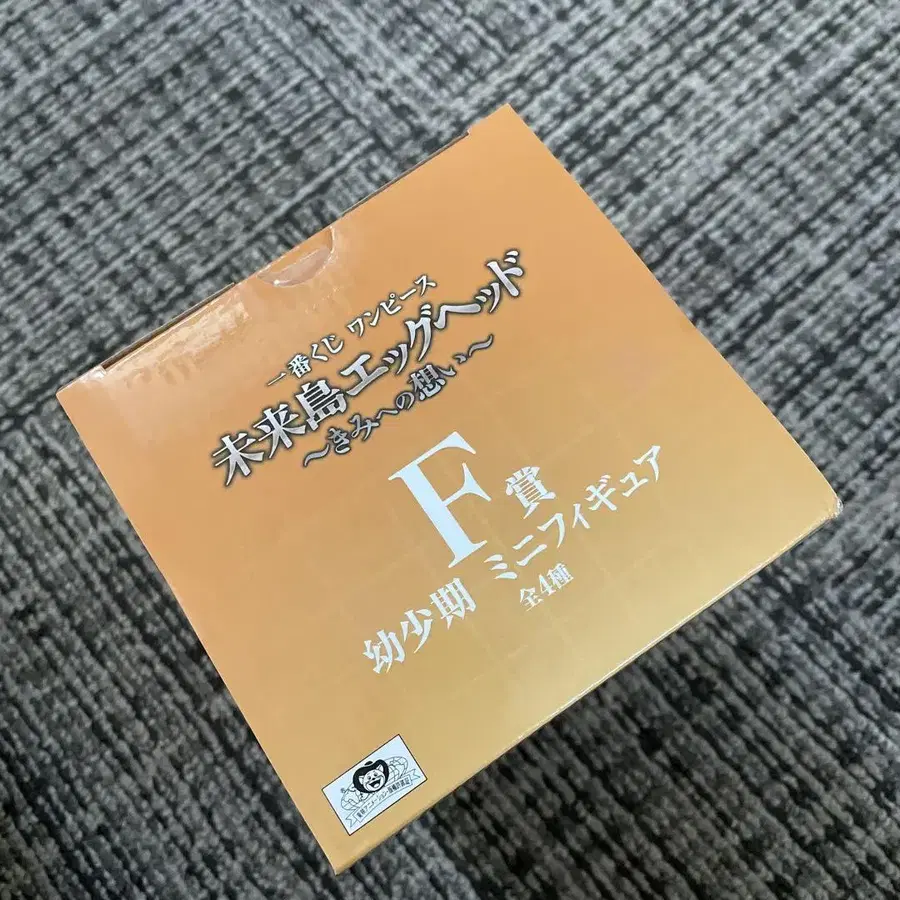 一番くじ ワンピース
未来島エッグヘッド
～きみへの想い～
F賞
幼少期 ミニフィギュア
全4種